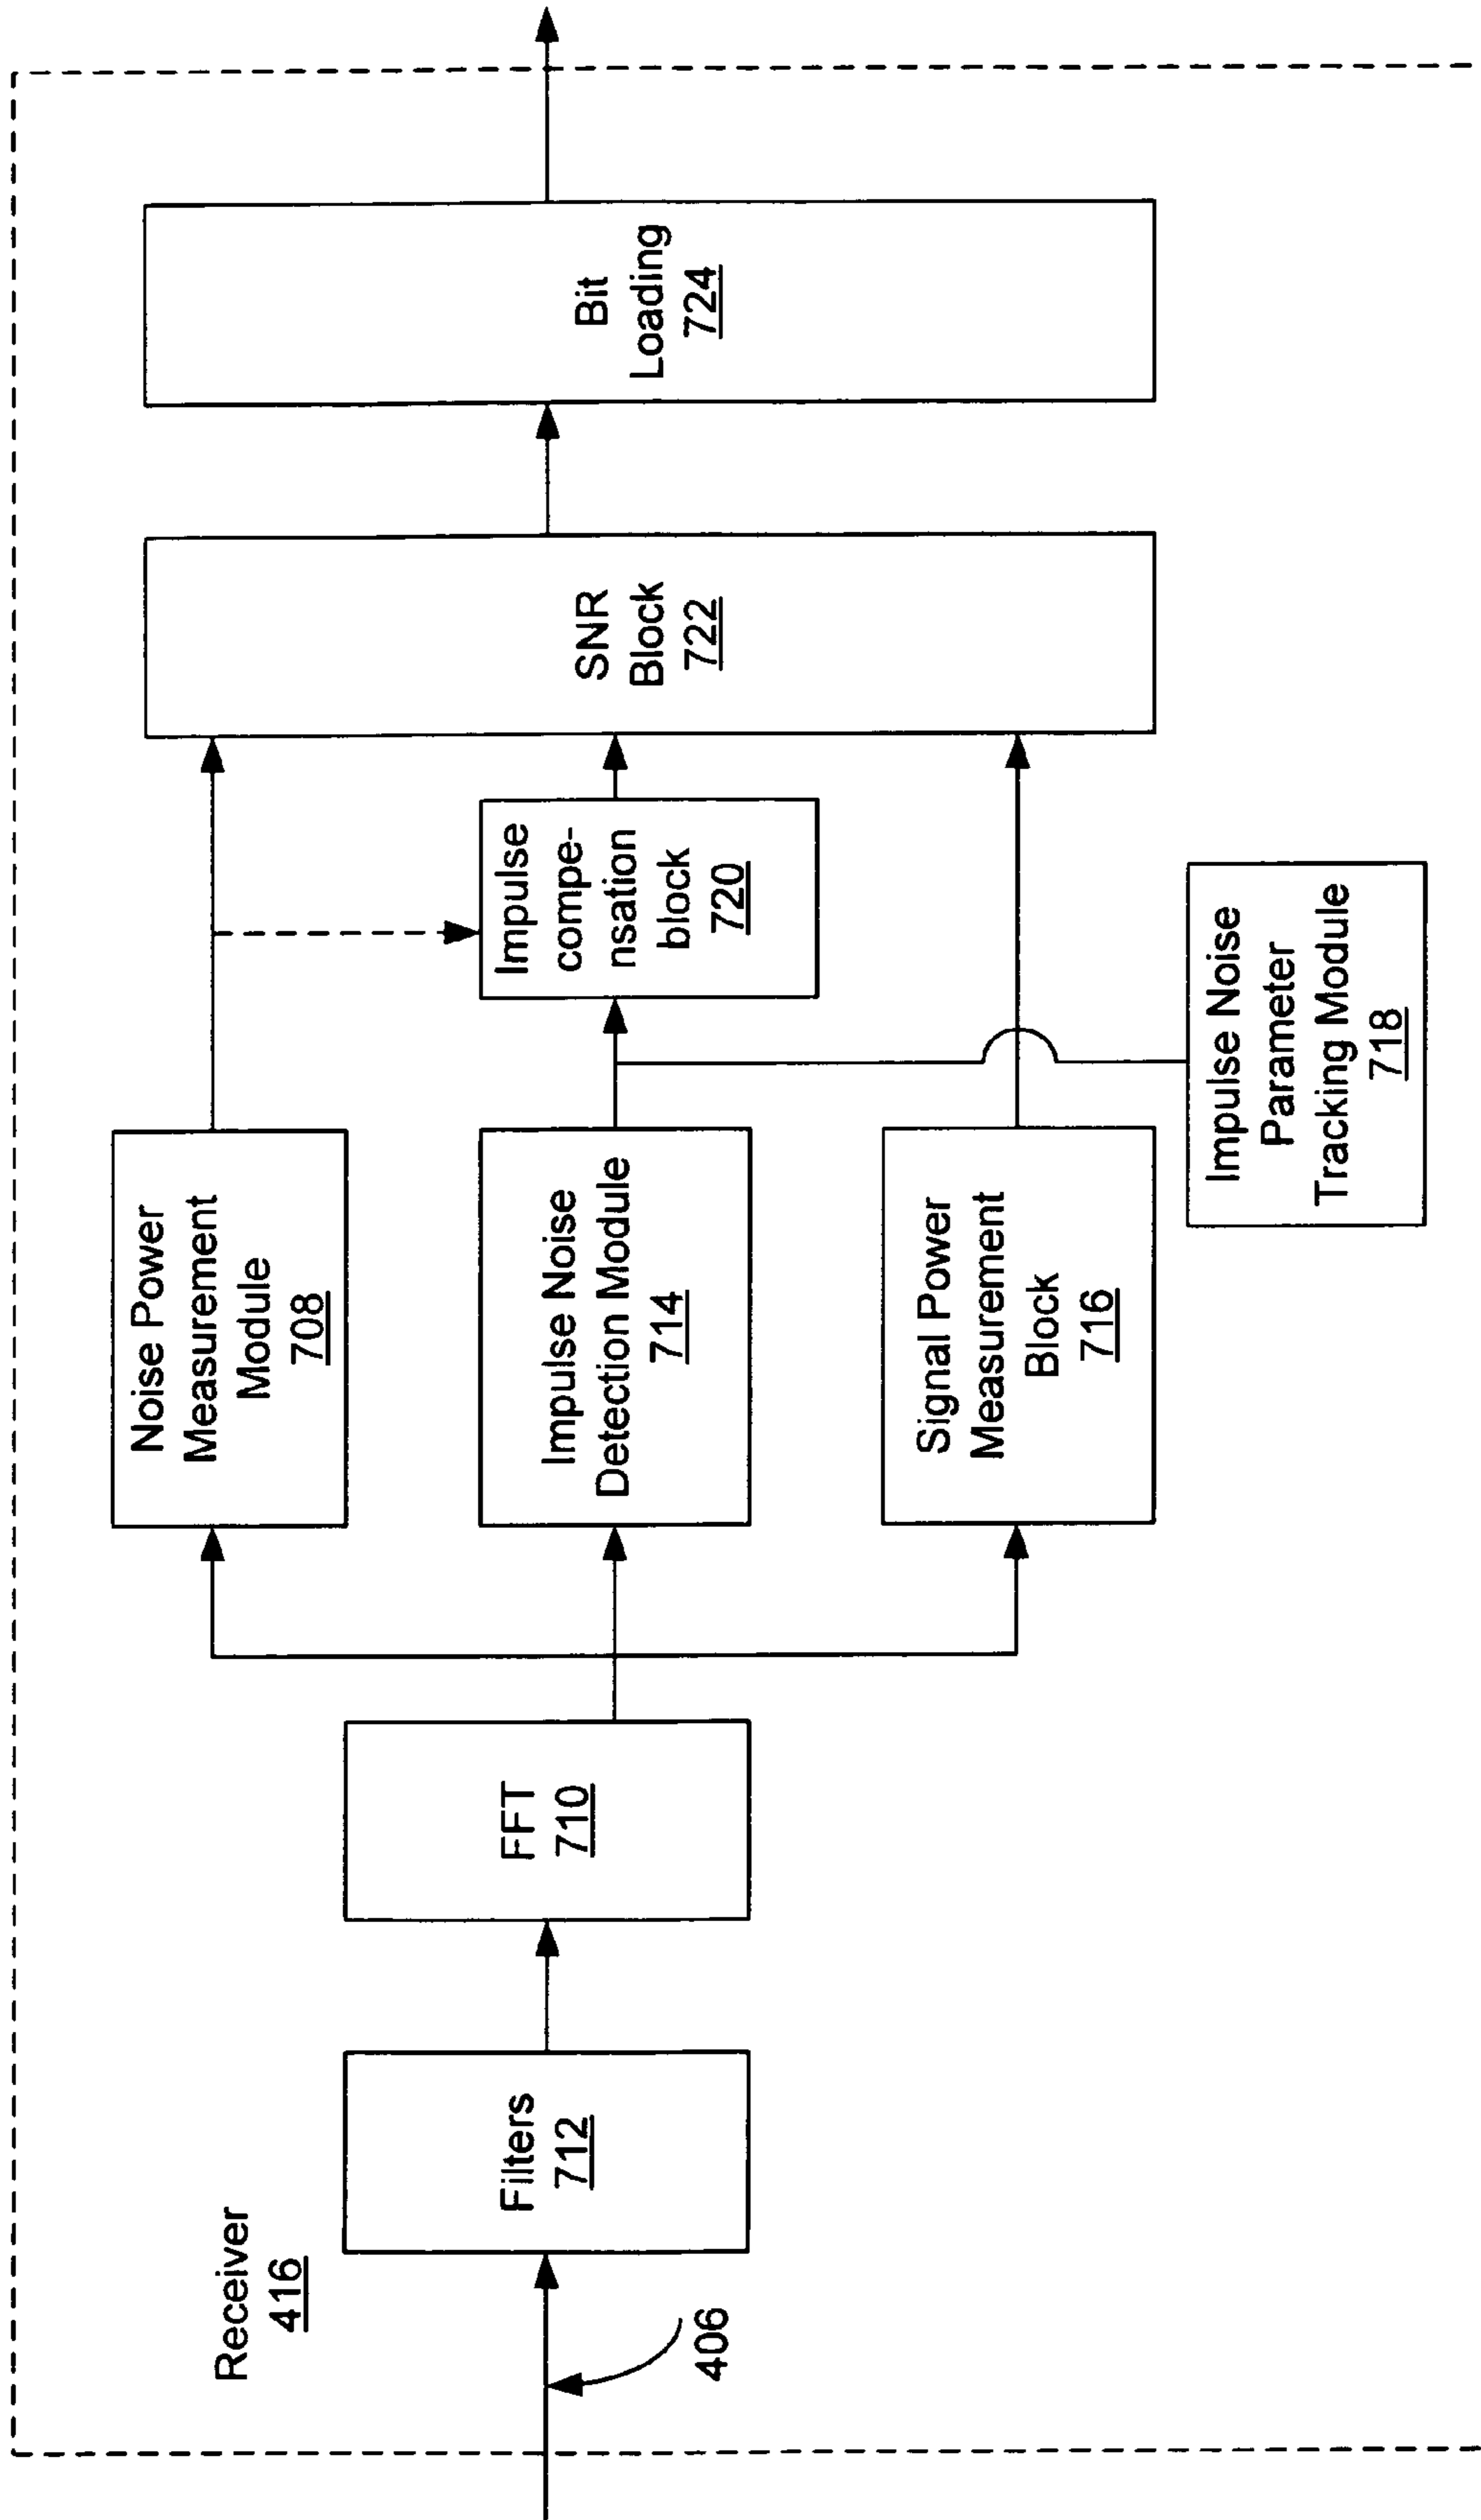 Receiver
416
406
Filters
712
FFT
710
Noise Power
Measurement
Module
708
Impulse Noise
Detection Module
714
Signal Power
Measurement
Block
716
Impulse Noise
Parameter
Tracking Module
718
Impulse
compe-
nsation
block
720
SNR
Block
722
Bit
Loading
724